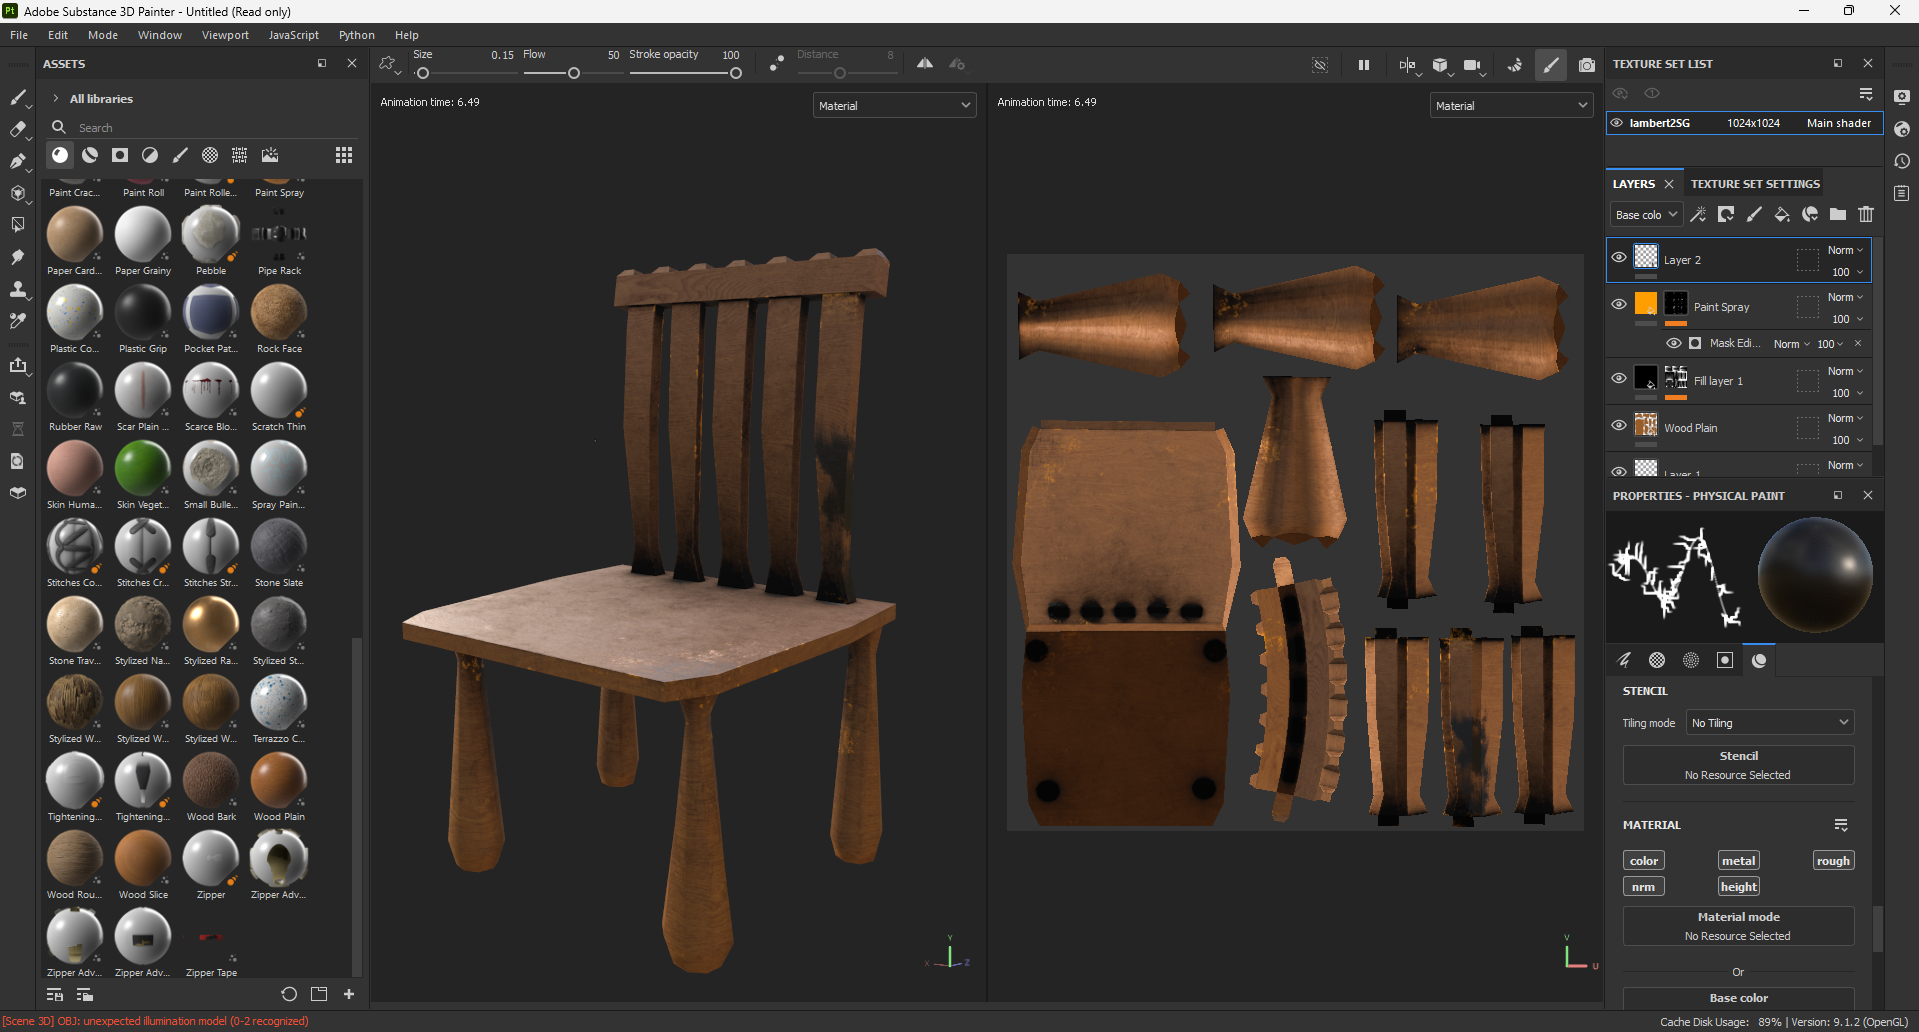 Pt Adobe Substance 3D Painter - Untitled (Read only)
File Edit Mode Window Viewport JavaScript Python Help
ASSETS
Size 0.15 Flow 50 Stroke opacity 100 Distance 8
TEXTURE SET LIST
All libraries
Search
Animation time: 6.49
Material
Animation time: 6.49
Material
lambert2SG 1024x1024 Main shader
LAYERS TEXTURE SET SETTINGS
Base colo
Layer 2 Norm 100
Paint Spray Norm 100
Mask Edi... Norm 100
Fill layer 1 Norm 100
Wood Plain Norm 100
Layer 1 Norm
Paint Crac... Paint Roll Paint Rolle... Paint Spray
Paper Card... Paper Grainy Pebble Pipe Rack
Plastic Co... Plastic Grip Pocket Pat... Rock Face
Rubber Raw Scar Plain ... Scarce Blo... Scratch Thin
Skin Huma... Skin Veget... Small Bulle... Spray Pain...
Stitches Co... Stitches Cr... Stitches Str... Stone Slate
Stone Trav... Stylized Na... Stylized Ra... Stylized St...
Stylized W... Stylized W... Stylized W... Terrazzo C...
Tightening... Tightening... Wood Bark Wood Plain
Wood Rou... Wood Slice Zipper Zipper Adv...
Zipper Adv... Zipper Adv... Zipper Tape
Y
X Z
V
U
PROPERTIES - PHYSICAL PAINT
STENCIL
Tiling mode No Tiling
Stencil
No Resource Selected
MATERIAL
color metal rough
nrm height
Material mode
No Resource Selected
Or
Base color
[Scene 3D] OBJ: unexpected illumination model (0-2 recognized)
Cache Disk Usage: 89% | Version: 9.1.2 (OpenGL)